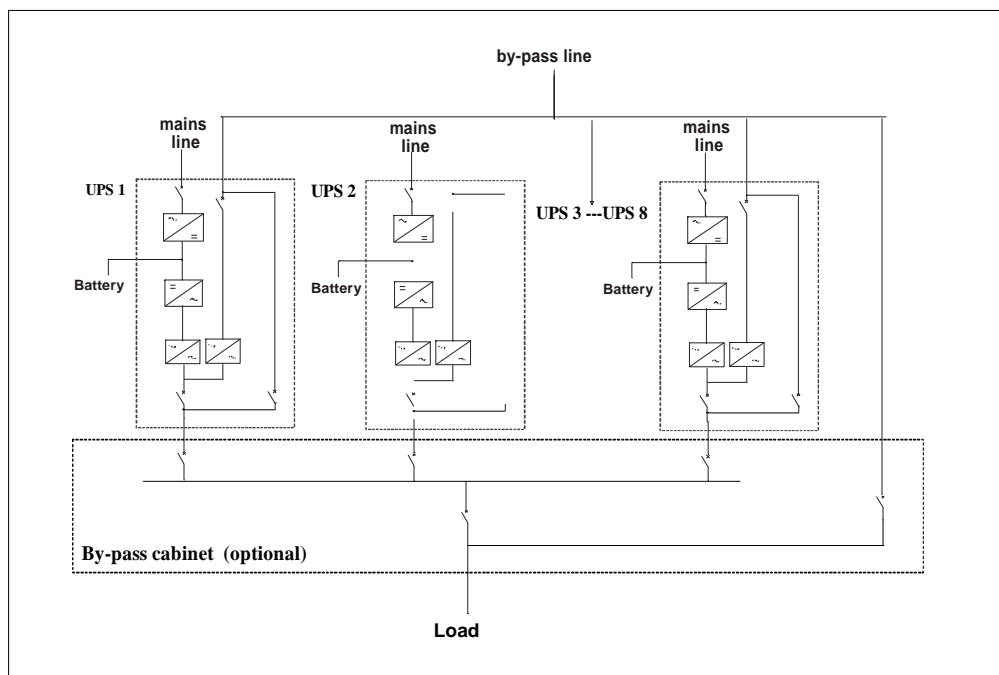 by-pass line
mains
line
mains
line
mains
line
UPS 1
UPS 2
UPS 3 ---UPS 8
Battery
Battery
Battery
By-pass cabinet (optional)
Load